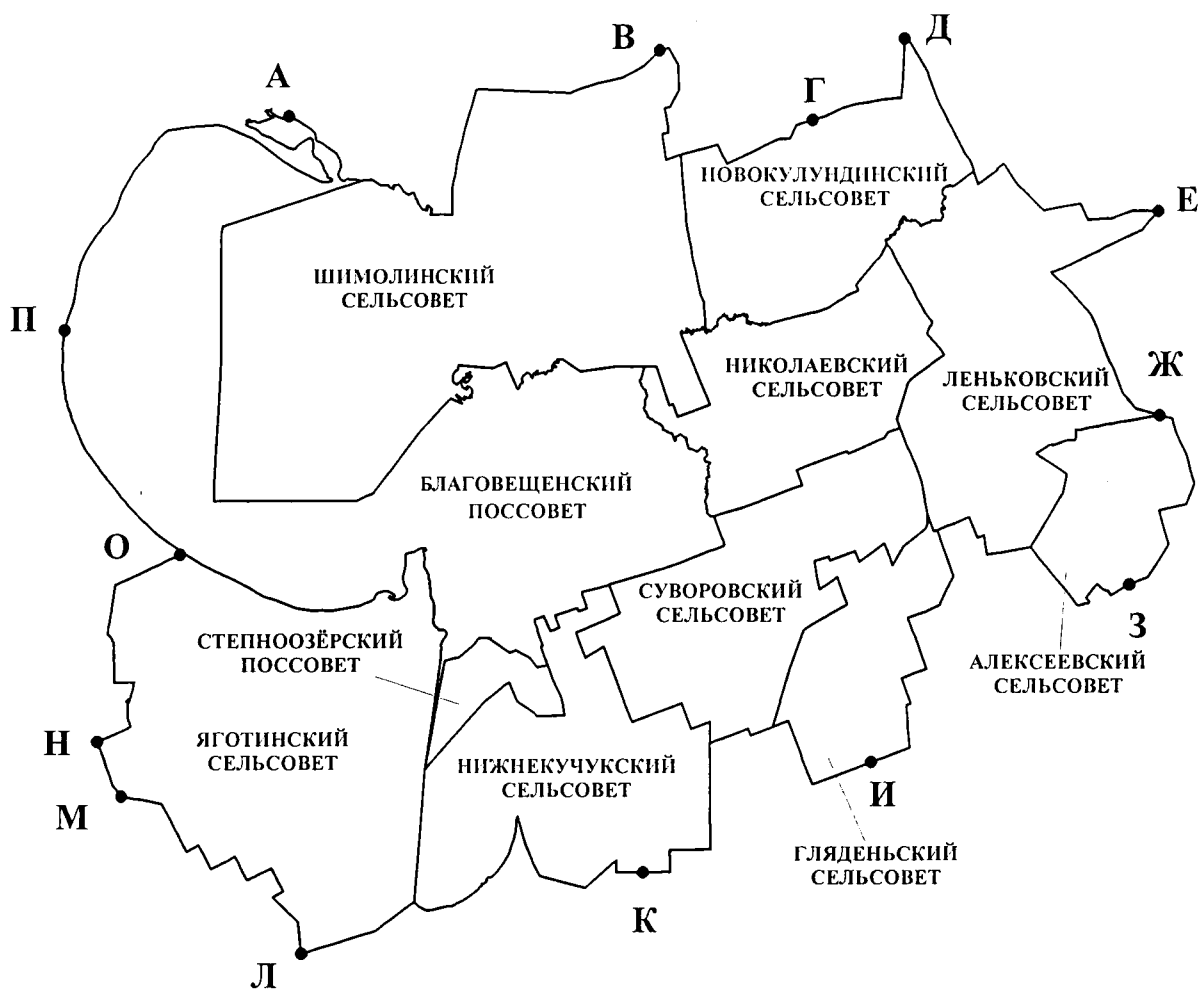 В
Д
А
Г
НОВОКУЛУНДИНСКИЙ
СЕЛЬСОВЕТ
Е
ШИМОЛИНСКИЙ
СЕЛЬСОВЕТ
П
НИКОЛАЕВСКИЙ
СЕЛЬСОВЕТ
Ж
ЛЕНЬКОВСКИЙ
СЕЛЬСОВЕТ
БЛАГОВЕЩЕНСКИЙ
ПОССОВЕТ
О
СУВОРОВСКИЙ
СЕЛЬСОВЕТ
З
СТЕПНООЗЁРСКИЙ
ПОССОВЕТ
АЛЕКСЕЕВСКИЙ
СЕЛЬСОВЕТ
Н
ЯГОТИНСКИЙ
СЕЛЬСОВЕТ
НИЖНЕКУЧУКСКИЙ
СЕЛЬСОВЕТ
И
М
ГЛЯДЕНЬСКИЙ
СЕЛЬСОВЕТ
К
Л